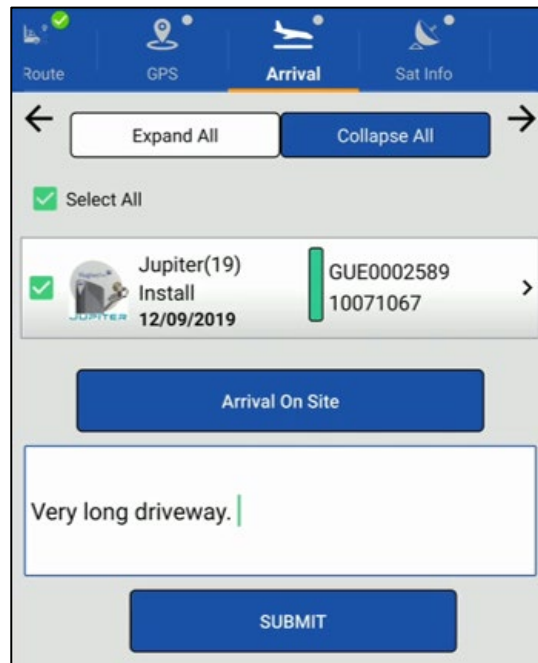 Route GPS Arrival Sat Info
Expand All Collapse All
Select All
Jupiter(19) GUE0002589
Install 10071067
12/09/2019
JUPITER
Arrival On Site
Very long driveway.
SUBMIT